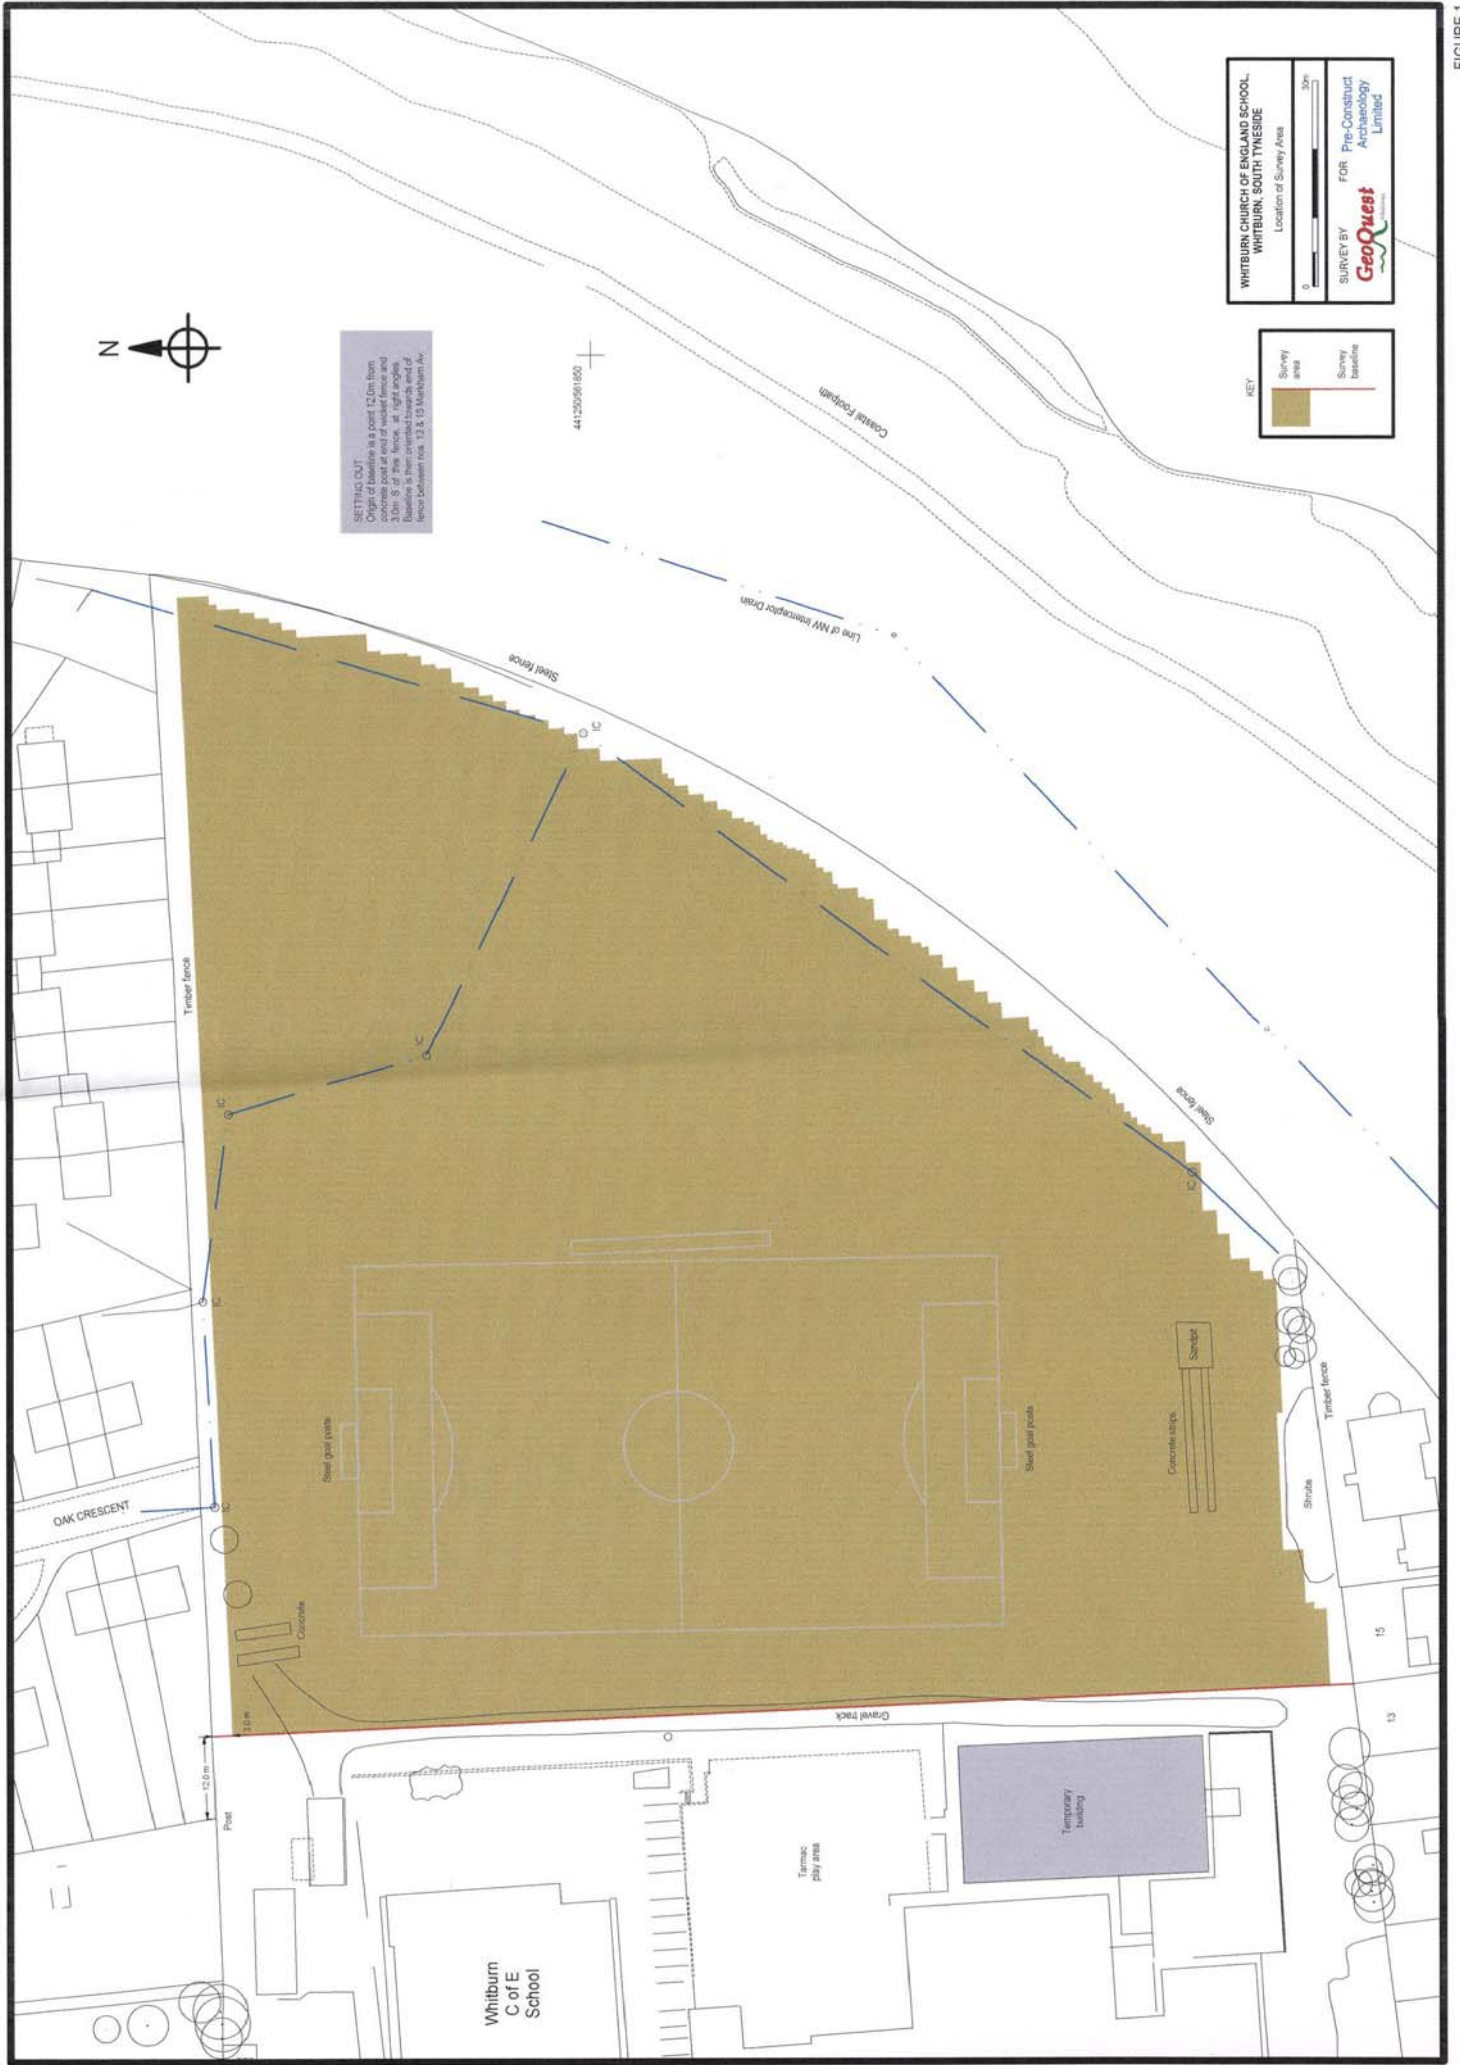 FIGURE 1
N
SETTING OUT
Origin of baseline is a point 12.0m from
concrete post at end of wicket fence and
3.0m S of this fence, at right angles.
Baseline is then oriented towards end of
fence between nos. 13 & 15 Markham Av.
441250/561850
Coastal Footpath
Line of NW Interceptor Drain
Steel fence
IC
Timber fence
IC
IC
IC
IC
OAK CRESCENT
Steel goal posts
Concrete
3.0 m
12.0 m
Post
Steel goal posts
Steel fence
IC
Sandpit
Concrete strips
Timber fence
Shrubs
15
13
Gravel track
Temporary
building
Tarmac
play area
Whitburn
C of E
School
KEY
Survey
area
Survey
baseline
WHITBURN CHURCH OF ENGLAND SCHOOL,
WHITBURN, SOUTH TYNESIDE
Location of Survey Area
0 30m
SURVEY BY
GeoQuest
FOR
Pre-Construct
Archaeology
Limited